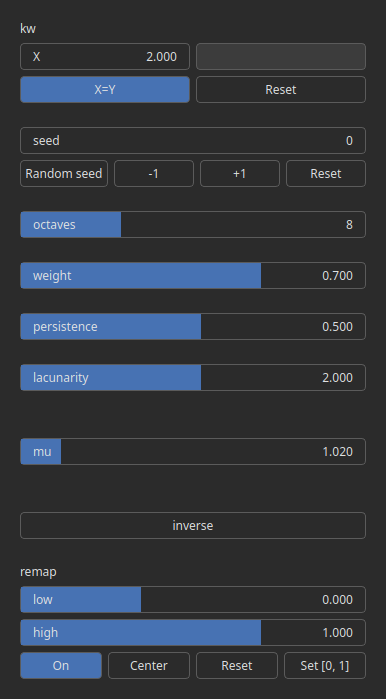 kw
X 2.000
X=Y Reset
seed 0
Random seed -1 +1 Reset
octaves 8
weight 0.700
persistence 0.500
lacunarity 2.000
mu 1.020
inverse
remap
low 0.000
high 1.000
On Center Reset Set [0, 1]